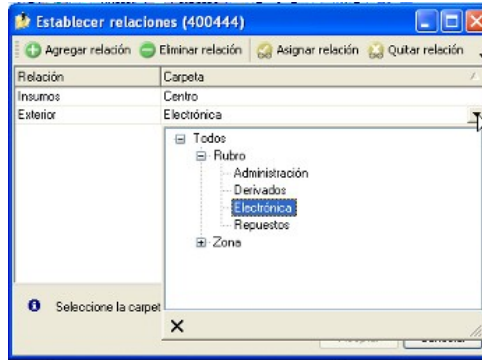 Establecer relaciones (400444)
Agregar relación Eliminar relación Asignar relación Quitar relación
Relación Carpeta
Insumos Centro
Exterior Electrónica
Todos
Rubro
Administración
Derivados
Electrónica
Repuestos
Zona
Seleccione la carpet